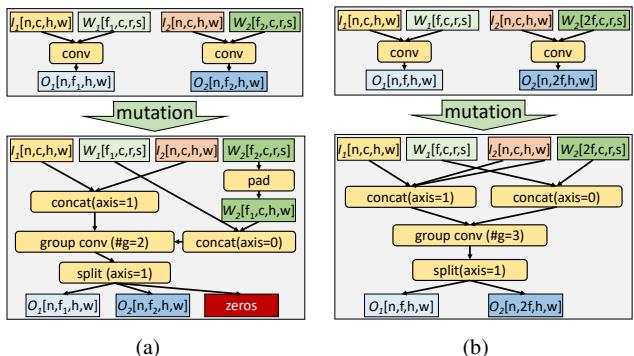 I1[n,c,h,w] W1[f1,c,r,s] I2[n,c,h,w] W2[f2,c,r,s]
conv conv
O1[n,f1,h,w] O2[n,f2,h,w]
mutation
I1[n,c,h,w] W1[f1,c,r,s] I2[n,c,h,w] W2[f2,c,r,s]
pad
concat(axis=1) W2[f1,c,h,w]
group conv (#g=2) concat(axis=0)
split (axis=1)
O1[n,f1,h,w] O2[n,f2,h,w] zeros
(a)
I1[n,c,h,w] W1[f,c,r,s] I2[n,c,h,w] W2[2f,c,r,s]
conv conv
O1[n,f,h,w] O2[n,2f,h,w]
mutation
I1[n,c,h,w] W1[f,c,r,s] I2[n,c,h,w] W2[2f,c,r,s]
concat(axis=1) concat(axis=0)
group conv (#g=3)
split(axis=1)
O1[n,f,h,w] O2[n,2f,h,w]
(b)